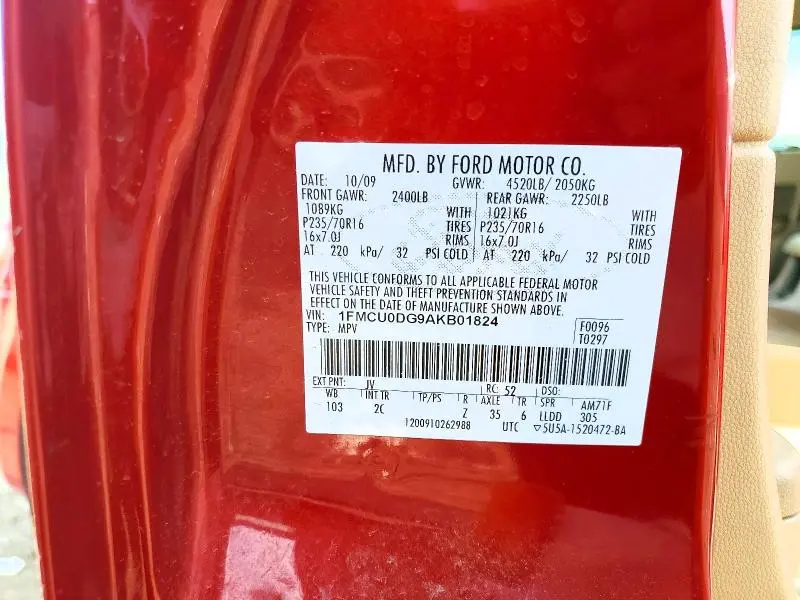 MFD. BY FORD MOTOR CO.
DATE: 10/09 GVWR: 4520LB/ 2050KG
FRONT GAWR: 2400LB REAR GAWR: 2250LB
1089KG WITH 1021KG WITH
P235/70R16 TIRES P235/70R16 TIRES
16x7.0J RIMS 16x7.0J RIMS
AT 220 kPa/ 32 PSI COLD AT 220 kPa/ 32 PSI COLD
THIS VEHICLE CONFORMS TO ALL APPLICABLE FEDERAL MOTOR
VEHICLE SAFETY AND THEFT PREVENTION STANDARDS IN
EFFECT ON THE DATE OF MANUFACTURE SHOWN ABOVE.
VIN: 1FMCU0DG9AKB01824 F0096
TYPE: MPV T0297
EXT PNT: JV RC: 52 DSO:
WB INT TR TP/PS R AXLE TR SPR AM71F
103 2C Z 35 6 LLDD 305
1200910262988 UTC ▽5U5A-1520472-BA